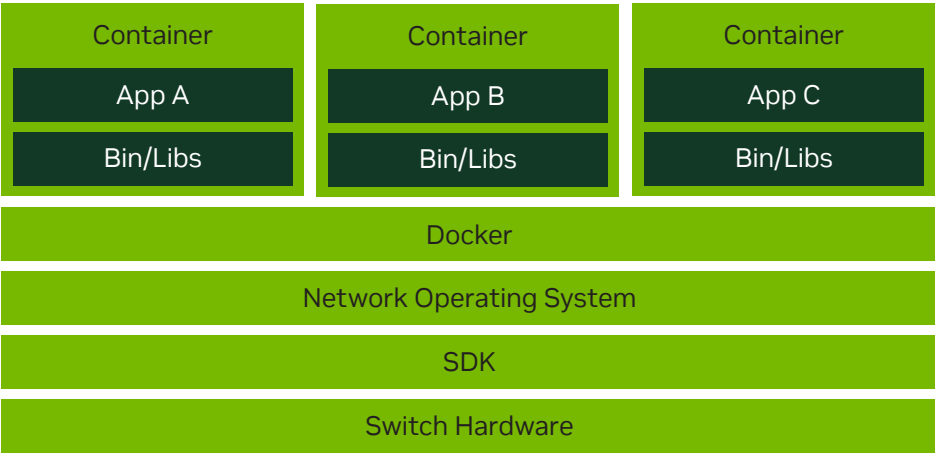 Container
App A
Bin/Libs
Container
App B
Bin/Libs
Container
App C
Bin/Libs
Docker
Network Operating System
SDK
Switch Hardware